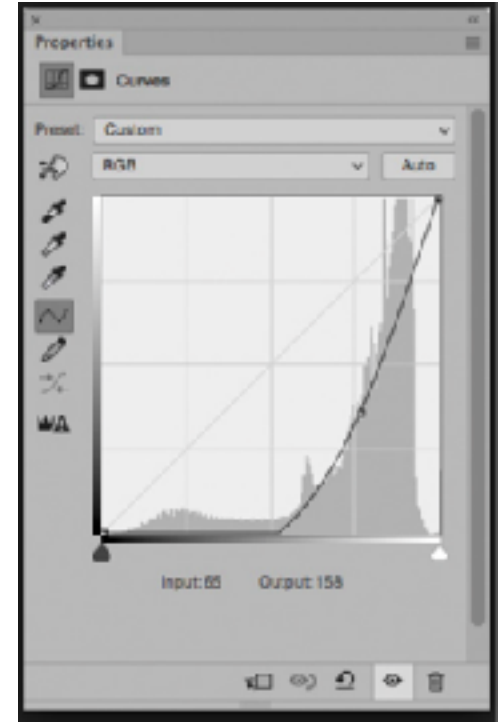 Properties
Curves
Preset: Custom
RGB
Auto
Input: 65 Output: 158